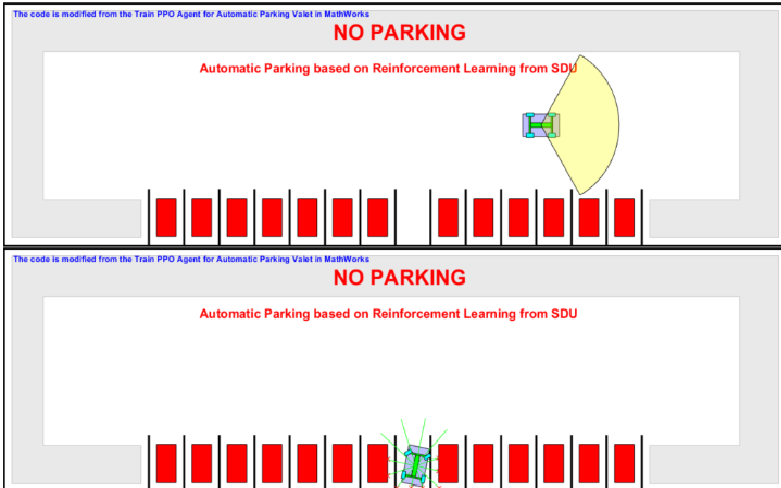 The code is modified from the Train PPO Agent for Automatic Parking Valet in MathWorks
NO PARKING
Automatic Parking based on Reinforcement Learning from SDU
The code is modified from the Train PPO Agent for Automatic Parking Valet in MathWorks
NO PARKING
Automatic Parking based on Reinforcement Learning from SDU